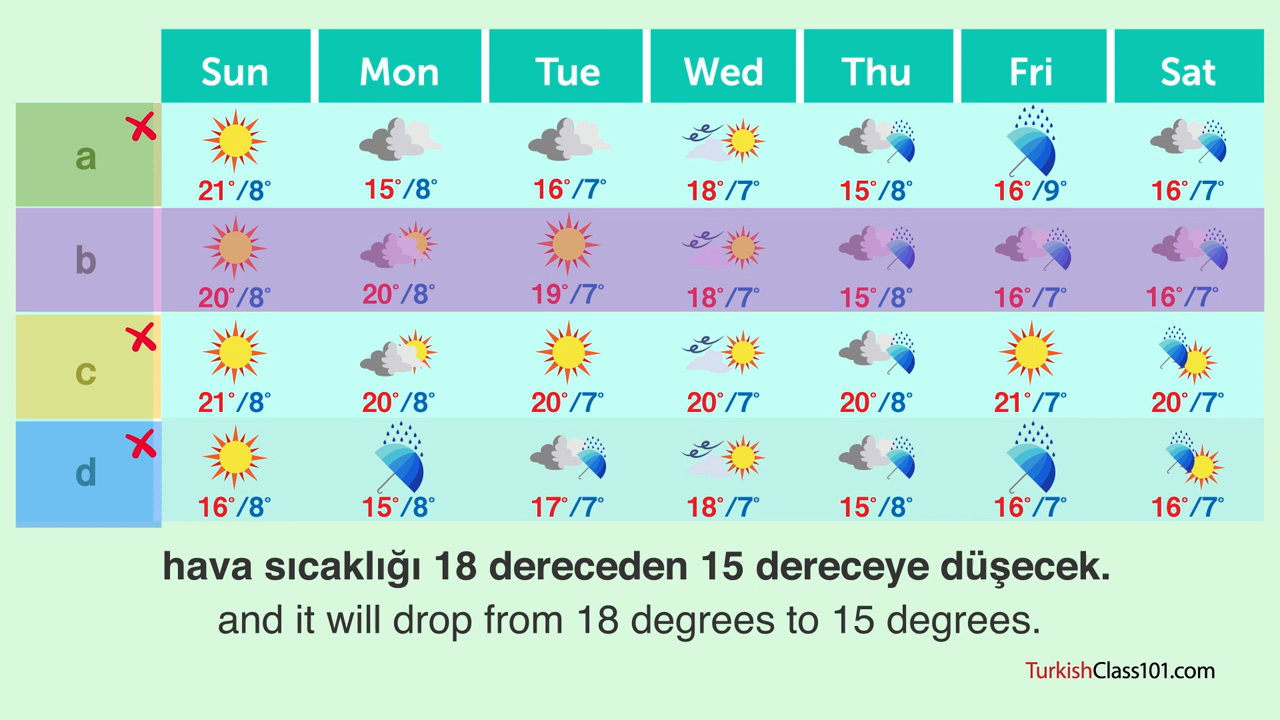 Sun Mon Tue Wed Thu Fri Sat
a
21°/8° 15°/8° 16°/7° 18°/7° 15°/8° 16°/9° 16°/7°
b
20°/8° 20°/8° 19°/7° 18°/7° 15°/8° 16°/7° 16°/7°
c
21°/8° 20°/8° 20°/7° 20°/7° 20°/8° 21°/7° 20°/7°
d
16°/8° 15°/8° 17°/7° 18°/7° 15°/8° 16°/7° 16°/7°
hava sıcaklığı 18 dereceden 15 dereceye düşecek.
and it will drop from 18 degrees to 15 degrees.
TurkishClass101.com